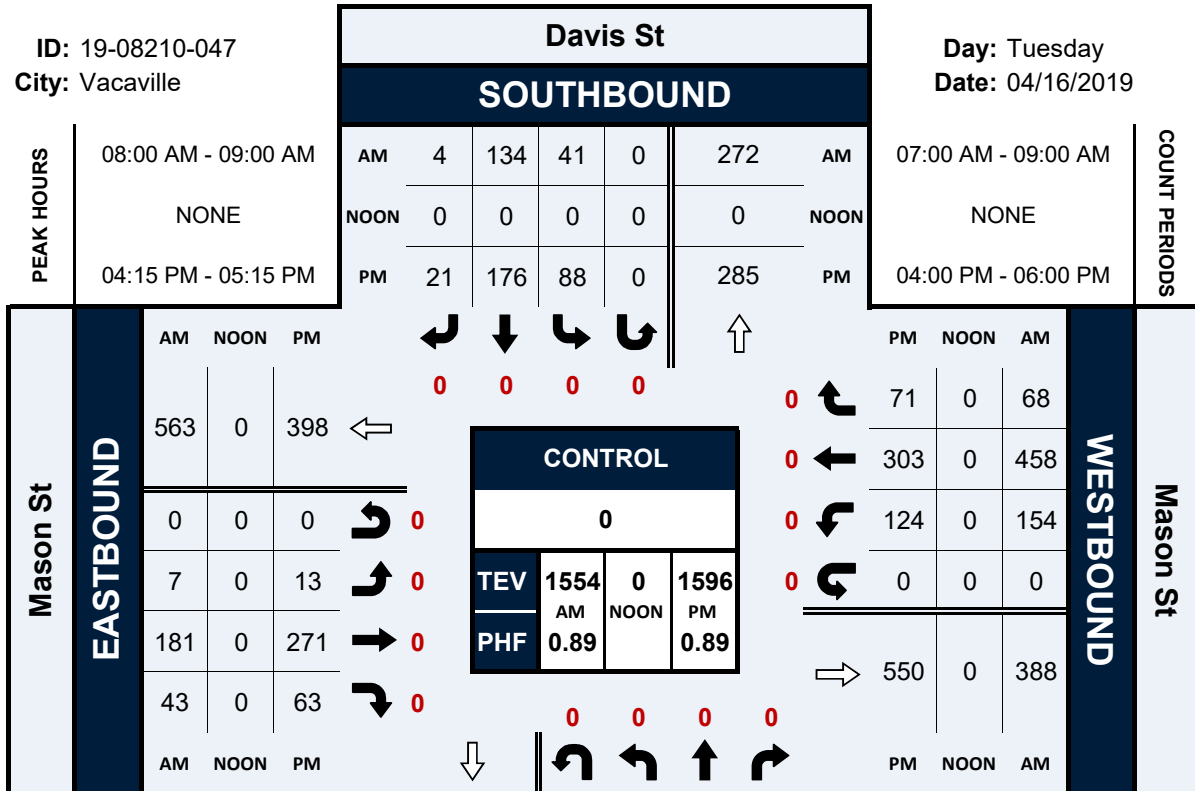 ID: 19-08210-047
City: Vacaville
Davis St
SOUTHBOUND
Day: Tuesday
Date: 04/16/2019
PEAK HOURS
08:00 AM - 09:00 AM
NONE
04:15 PM - 05:15 PM
AM 4 134 41 0 272 AM
NOON 0 0 0 0 0 NOON
PM 21 176 88 0 285 PM
07:00 AM - 09:00 AM
NONE
04:00 PM - 06:00 PM
COUNT PERIODS
0 0 0 0
Mason St
EASTBOUND
AM NOON PM
563 0 398
0 0 0 0
7 0 13 0
181 0 271 0
43 0 63 0
AM NOON PM
CONTROL
0
TEV 1554 0 1596
AM NOON PM
PHF 0.89 0.89
PM NOON AM
0 71 0 68
0 303 0 458
0 124 0 154
0 0 0 0
550 0 388
PM NOON AM
WESTBOUND
Mason St
0 0 0 0